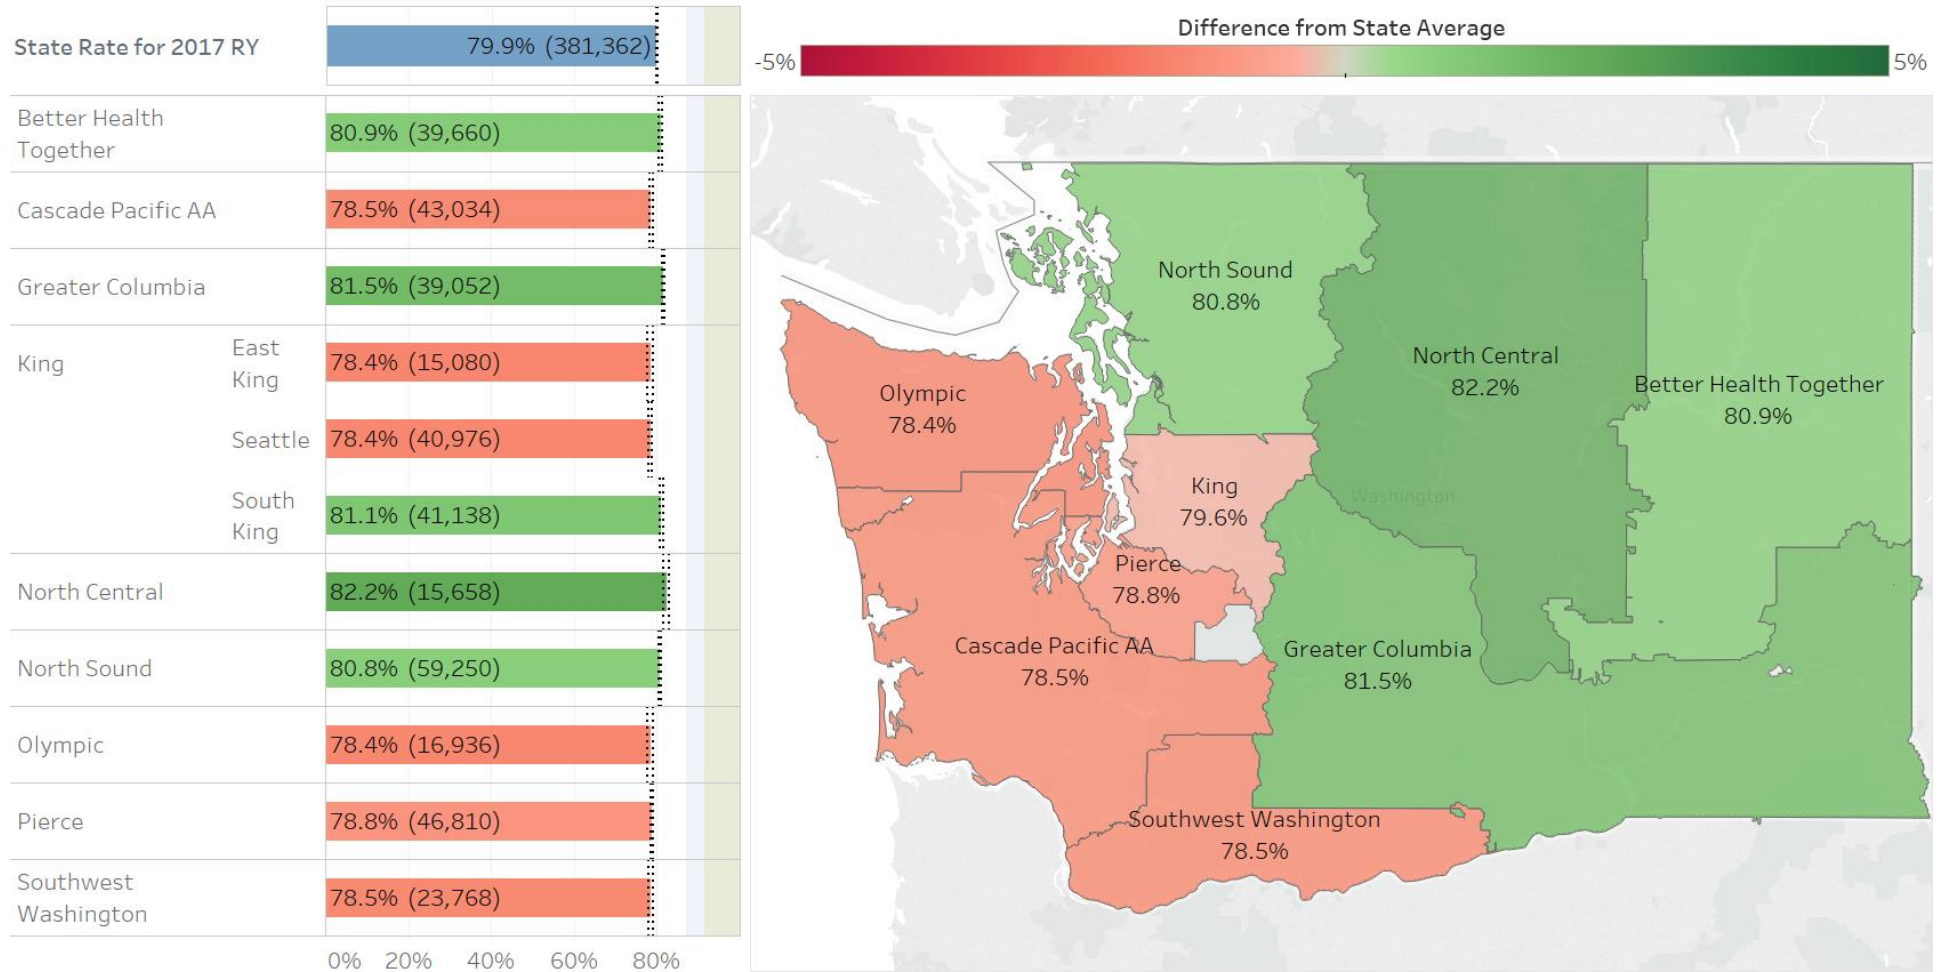 State Rate for 2017 RY
79.9% (381,362)
Better Health
Together
80.9% (39,660)
Cascade Pacific AA
78.5% (43,034)
Greater Columbia
81.5% (39,052)
King
East
King
78.4% (15,080)
Seattle
78.4% (40,976)
South
King
81.1% (41,138)
North Central
82.2% (15,658)
North Sound
80.8% (59,250)
Olympic
78.4% (16,936)
Pierce
78.8% (46,810)
Southwest
Washington
78.5% (23,768)
0% 20% 40% 60% 80%
Difference from State Average
-5%
5%
North Sound
80.8%
North Central
82.2%
Better Health Together
80.9%
Olympic
78.4%
King
79.6%
Washington
Pierce
78.8%
Cascade Pacific AA
78.5%
Greater Columbia
81.5%
Southwest Washington
78.5%